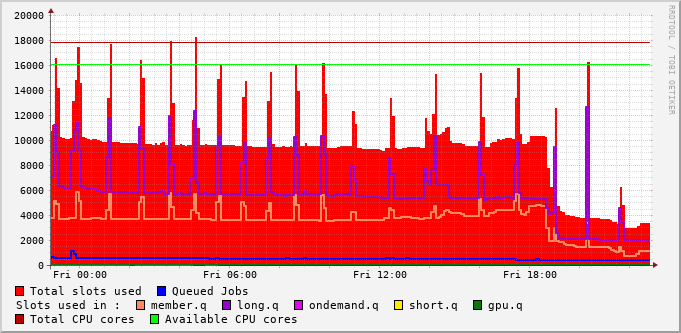 20000
18000
16000
14000
12000
10000
8000
6000
4000
2000
0
Fri 00:00 Fri 06:00 Fri 12:00 Fri 18:00
RRDTOOL / TOBI OETIKER
Total slots used Queued Jobs
Slots used in : member.q long.q ondemand.q short.q gpu.q
Total CPU cores Available CPU cores